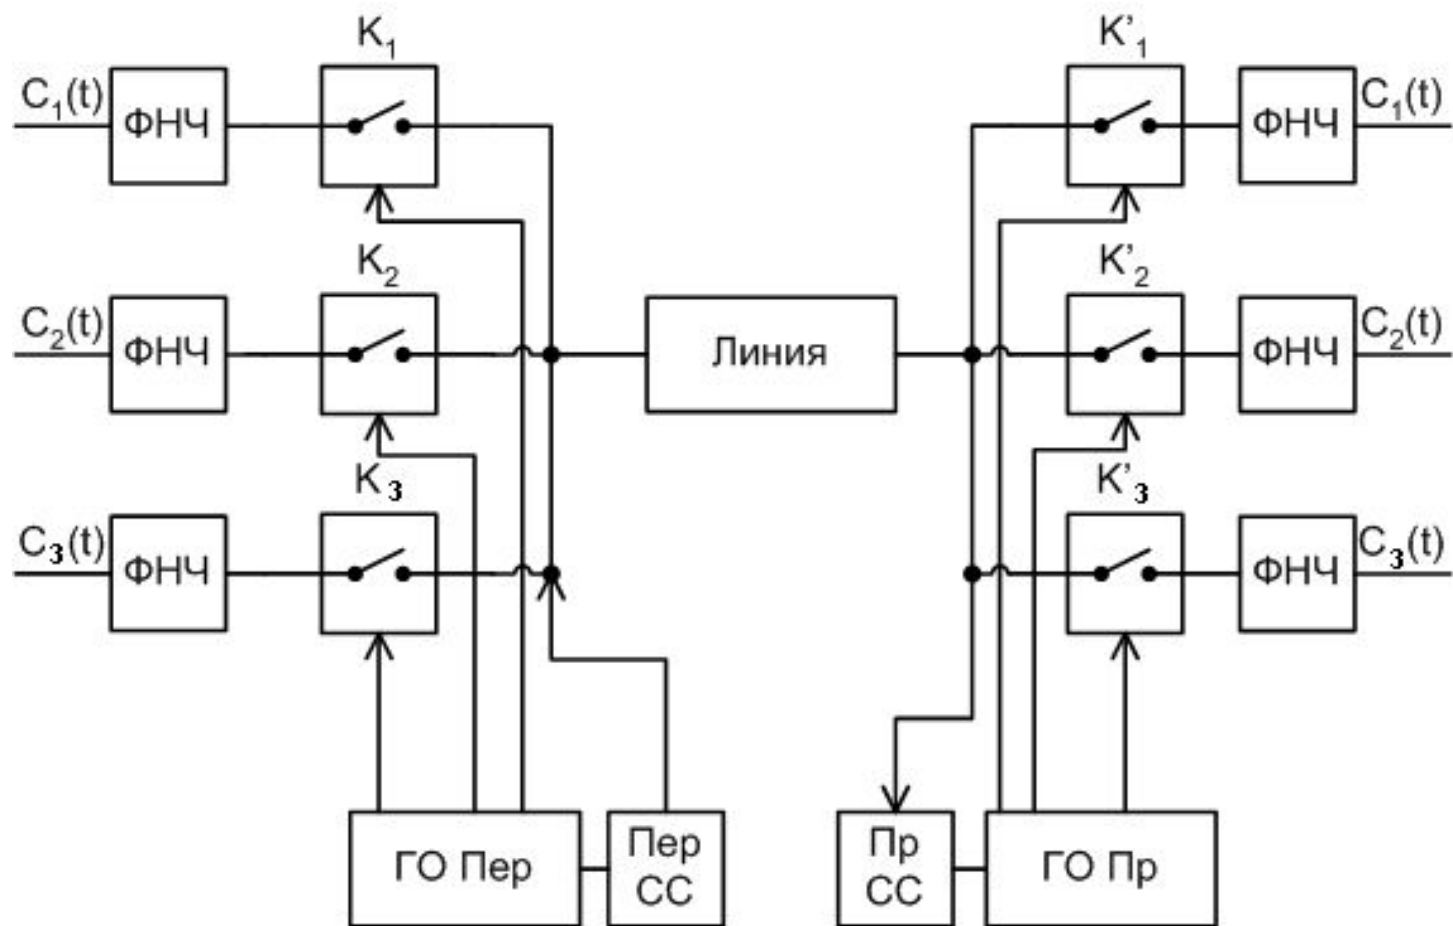 K1 K’1
C1(t) ФНЧ ФНЧ C1(t)
K2 K’2
C2(t) ФНЧ Линия ФНЧ C2(t)
K3 K’3
C3(t) ФНЧ ФНЧ C3(t)
ГО Пер Пер СС Пр СС ГО Пр